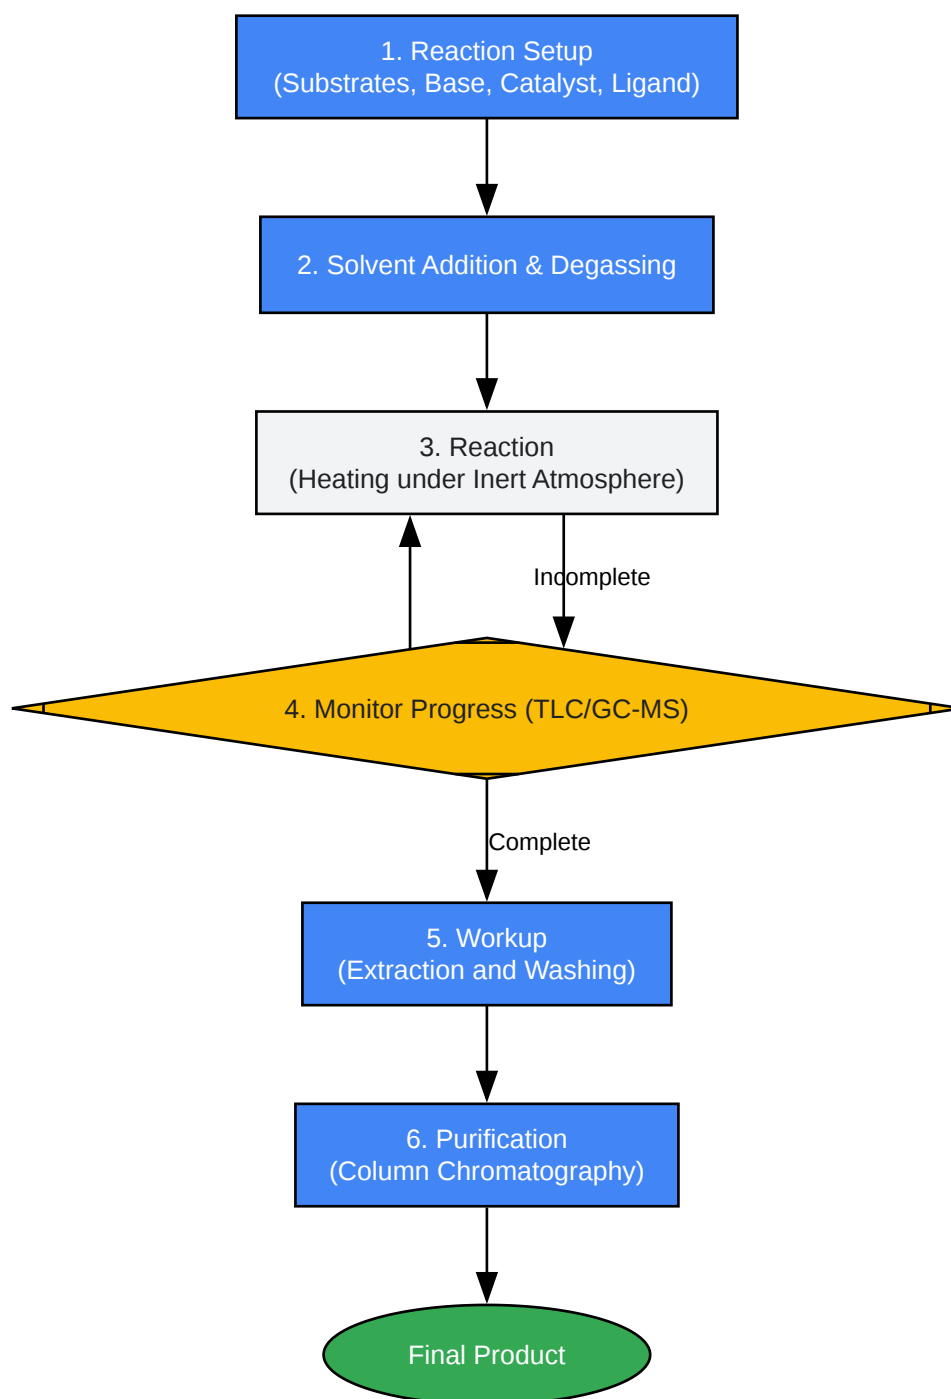 1. Reaction Setup
(Substrates, Base, Catalyst, Ligand)
2. Solvent Addition & Degassing
3. Reaction
(Heating under Inert Atmosphere)
Incomplete
4. Monitor Progress (TLC/GC-MS)
Complete
5. Workup
(Extraction and Washing)
6. Purification
(Column Chromatography)
Final Product